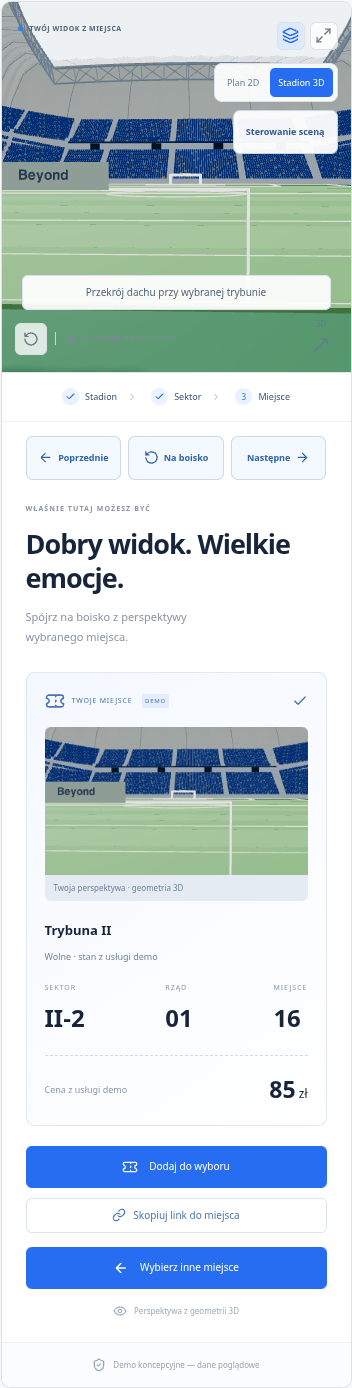 TWÓJ WIDOK Z MIEJSCA
Plan 2D
Stadion 3D
Sterowanie sceną
Beyond
Przekrój dachu przy wybranej trybunie
3D
Stadion
Sektor
3 Miejsce
Poprzednie
Na boisko
Następne
WŁAŚNIE TUTAJ MOŻESZ BYĆ
Dobry widok. Wielkie
emocje.
Spójrz na boisko z perspektywy
wybranego miejsca.
TWOJE MIEJSCE DEMO
Beyond
Twoja perspektywa · geometria 3D
Trybuna II
Wolne · stan z usługi demo
SEKTOR RZĄD MIEJSCE
II-2 01 16
Cena z usługi demo 85 zł
Dodaj do wyboru
Skopiuj link do miejsca
Wybierz inne miejsce
Perspektywa z geometrii 3D
Demo koncepcyjne — dane poglądowe